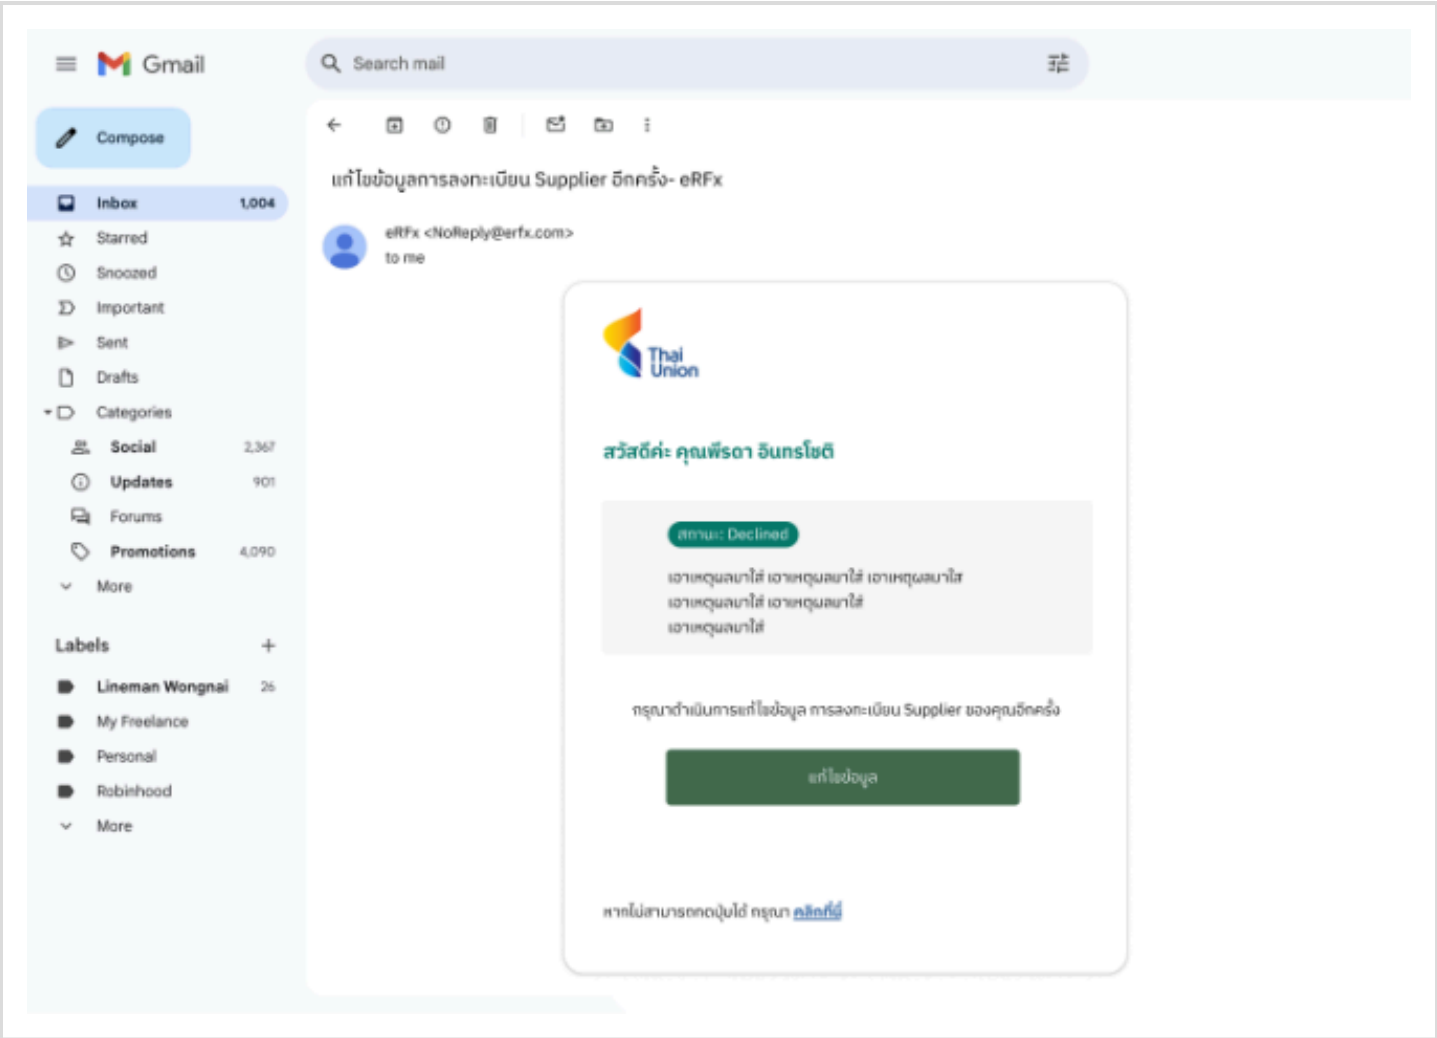 Gmail
Search mail
Compose
แก้ไขข้อมูลการลงทะเบียน Supplier อีกครั้ง- eRFx
Inbox 1,004
eRFx <NoReply@erfx.com>
to me
Starred
Snoozed
Important
Sent
Drafts
Categories
Social 2,367
Updates 901
Forums
Promotions 4,090
More
Labels +
Lineman Wongnai 26
My Freelance
Personal
Robinhood
More
Thai
Union
สวัสดีค่ะ คุณพีรดา อินทรโชติ
สถานะ: Declined
เอาเหตุผลมาใส่ เอาเหตุผลมาใส่ เอาเหตุผลมาใส
เอาเหตุผลมาใส่ เอาเหตุผลมาใส่
เอาเหตุผลมาใส่
กรุณาดำเนินการแก้ไขข้อมูล การลงทะเบียน Supplier ของคุณอีกครั้ง
แก้ไขข้อมูล
หากไม่สามารถกดปุ่มได้ กรุณา คลิกที่นี่